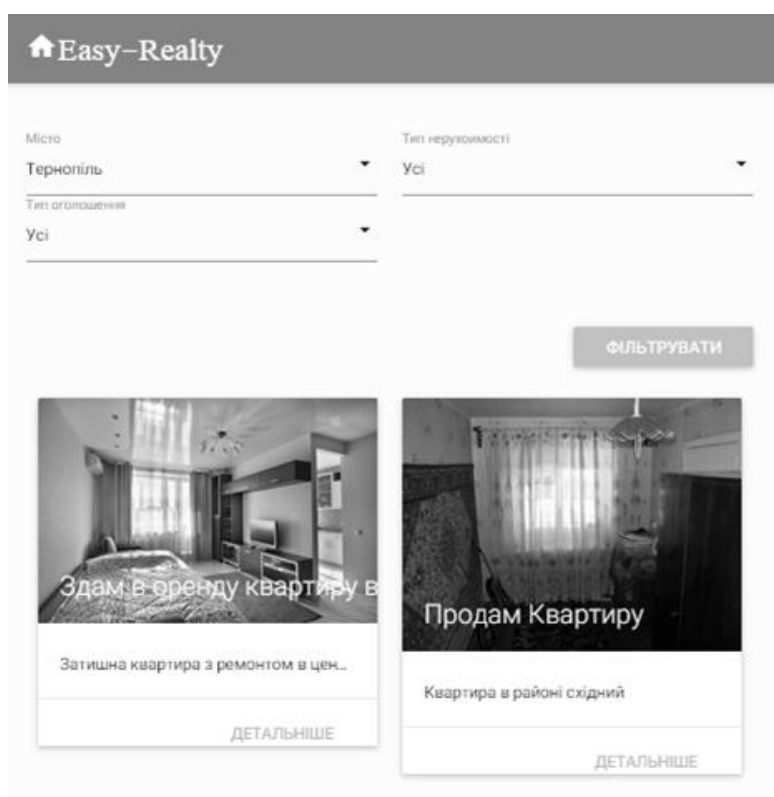 Easy-Realty
Місто
Тип нерухоимості
Тернопіль
Усі
Тип оголошення
Усі
ФІЛЬТРУВАТИ
Здам в оренду квартиру в
Продам Квартиру
Затишна квартира з ремонтом в цен...
Квартира в районі східний
ДЕТАЛЬНІШЕ
ДЕТАЛЬНІШЕ